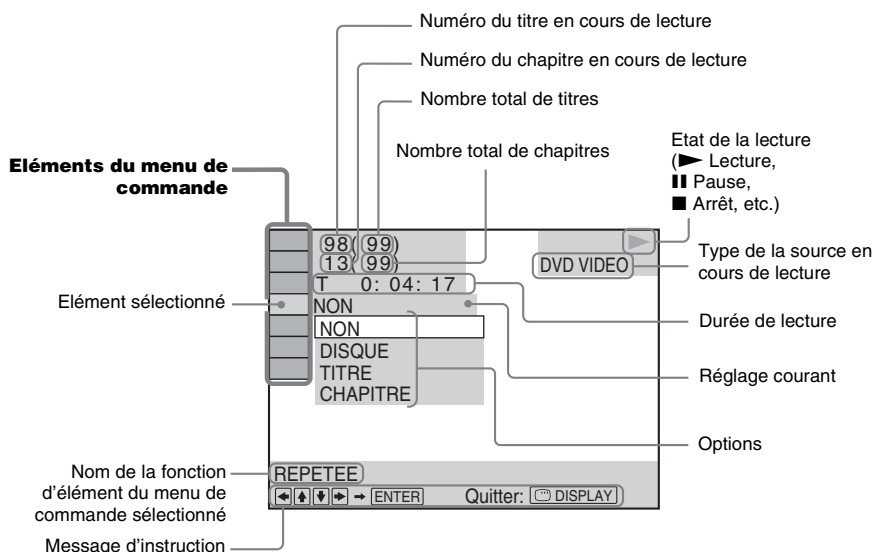 Numéro du titre en cours de lecture
Numéro du chapitre en cours de lecture
Nombre total de titres
Nombre total de chapitres
Etat de la lecture
(► Lecture,
❚❚ Pause,
■ Arrêt, etc.)
Eléments du menu de
commande
98(99)
13(99)
DVD VIDEO
Type de la source en
cours de lecture
T 0: 04: 17
Elément sélectionné
NON
NON
DISQUE
TITRE
CHAPITRE
Durée de lecture
Réglage courant
Options
Nom de la fonction
d'élément du menu de
commande sélectionné
REPETEE
← ↑ ↓ → → ENTER Quitter: DISPLAY
Message d'instruction